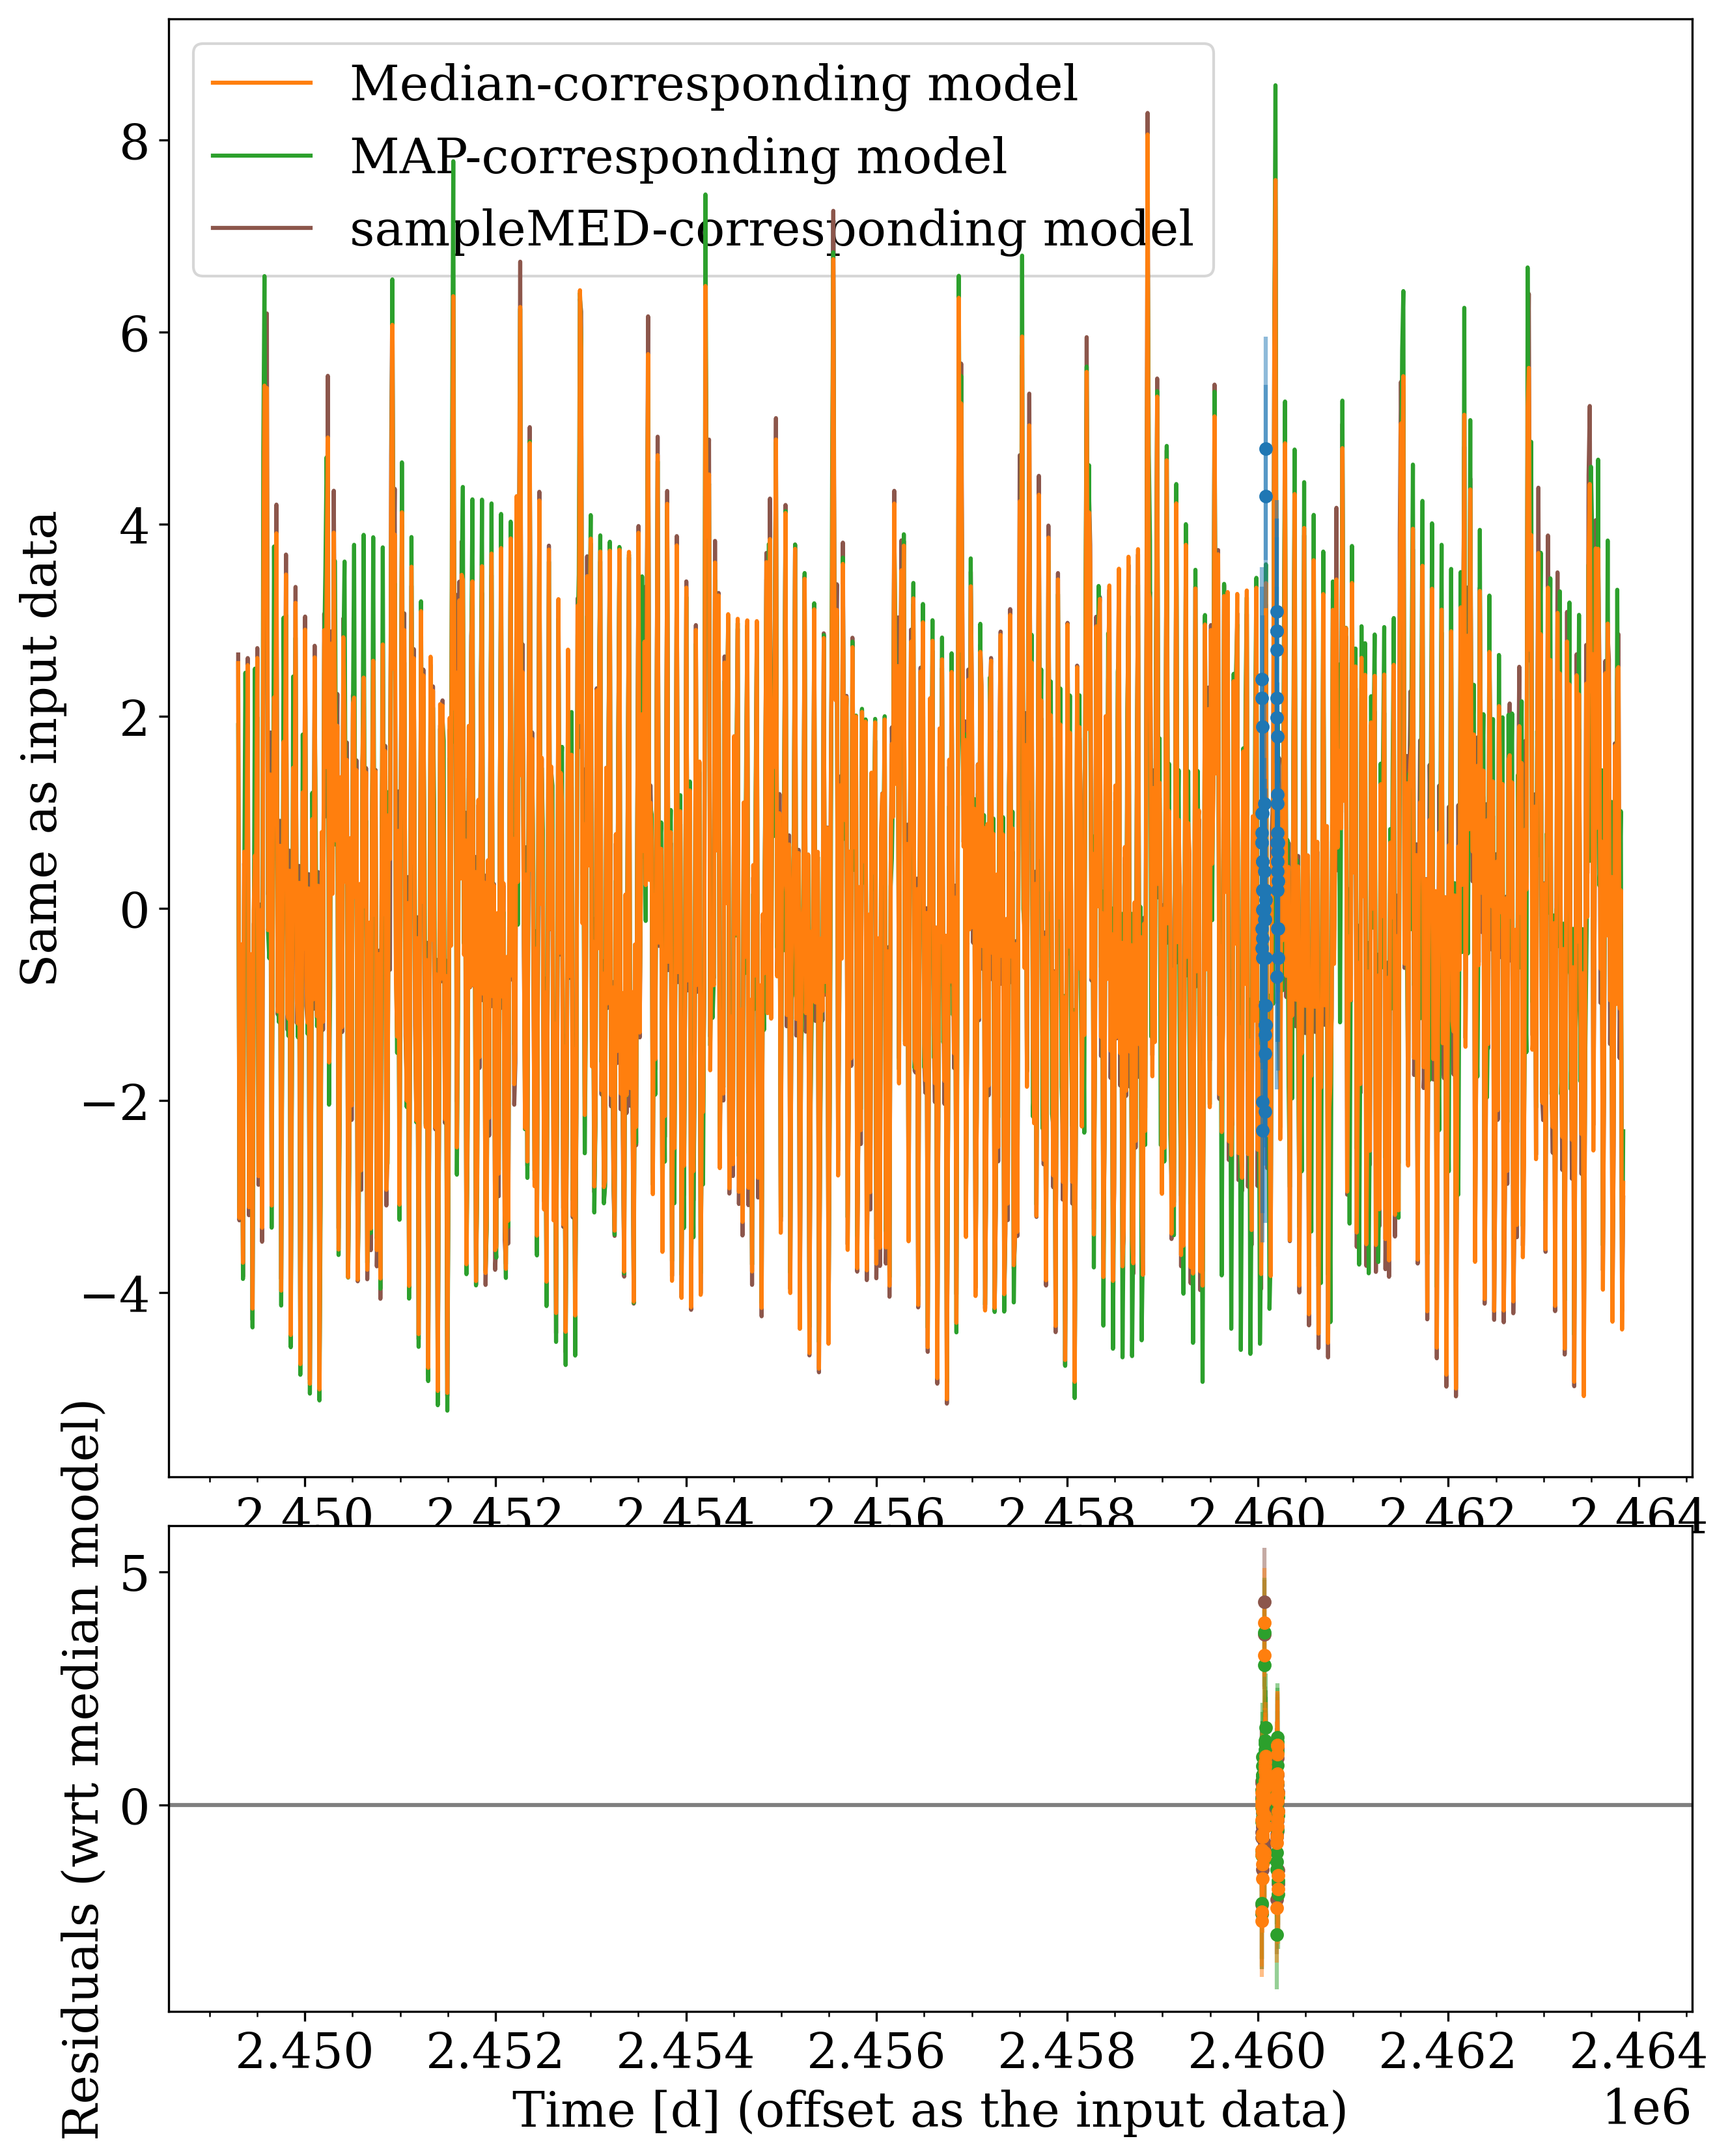 Median-corresponding model
MAP-corresponding model
sampleMED-corresponding model
8
6
4
2
0
−2
−4
Same as input data
2.450 2.452 2.454 2.456 2.458 2.460 2.462 2.464
5
0
Residuals (wrt median model)
2.450 2.452 2.454 2.456 2.458 2.460 2.462 2.464
Time [d] (offset as the input data)
1e6